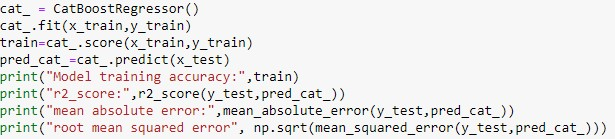 cat_ = CatBoostRegressor()
cat_.fit(x_train,y_train)
train=cat_.score(x_train,y_train)
pred_cat_=cat_.predict(x_test)
print("Model training accuracy:",train)
print("r2_score:",r2_score(y_test,pred_cat_))
print("mean absolute error:",mean_absolute_error(y_test,pred_cat_))
print("root mean squared error", np.sqrt(mean_squared_error(y_test,pred_cat_)))